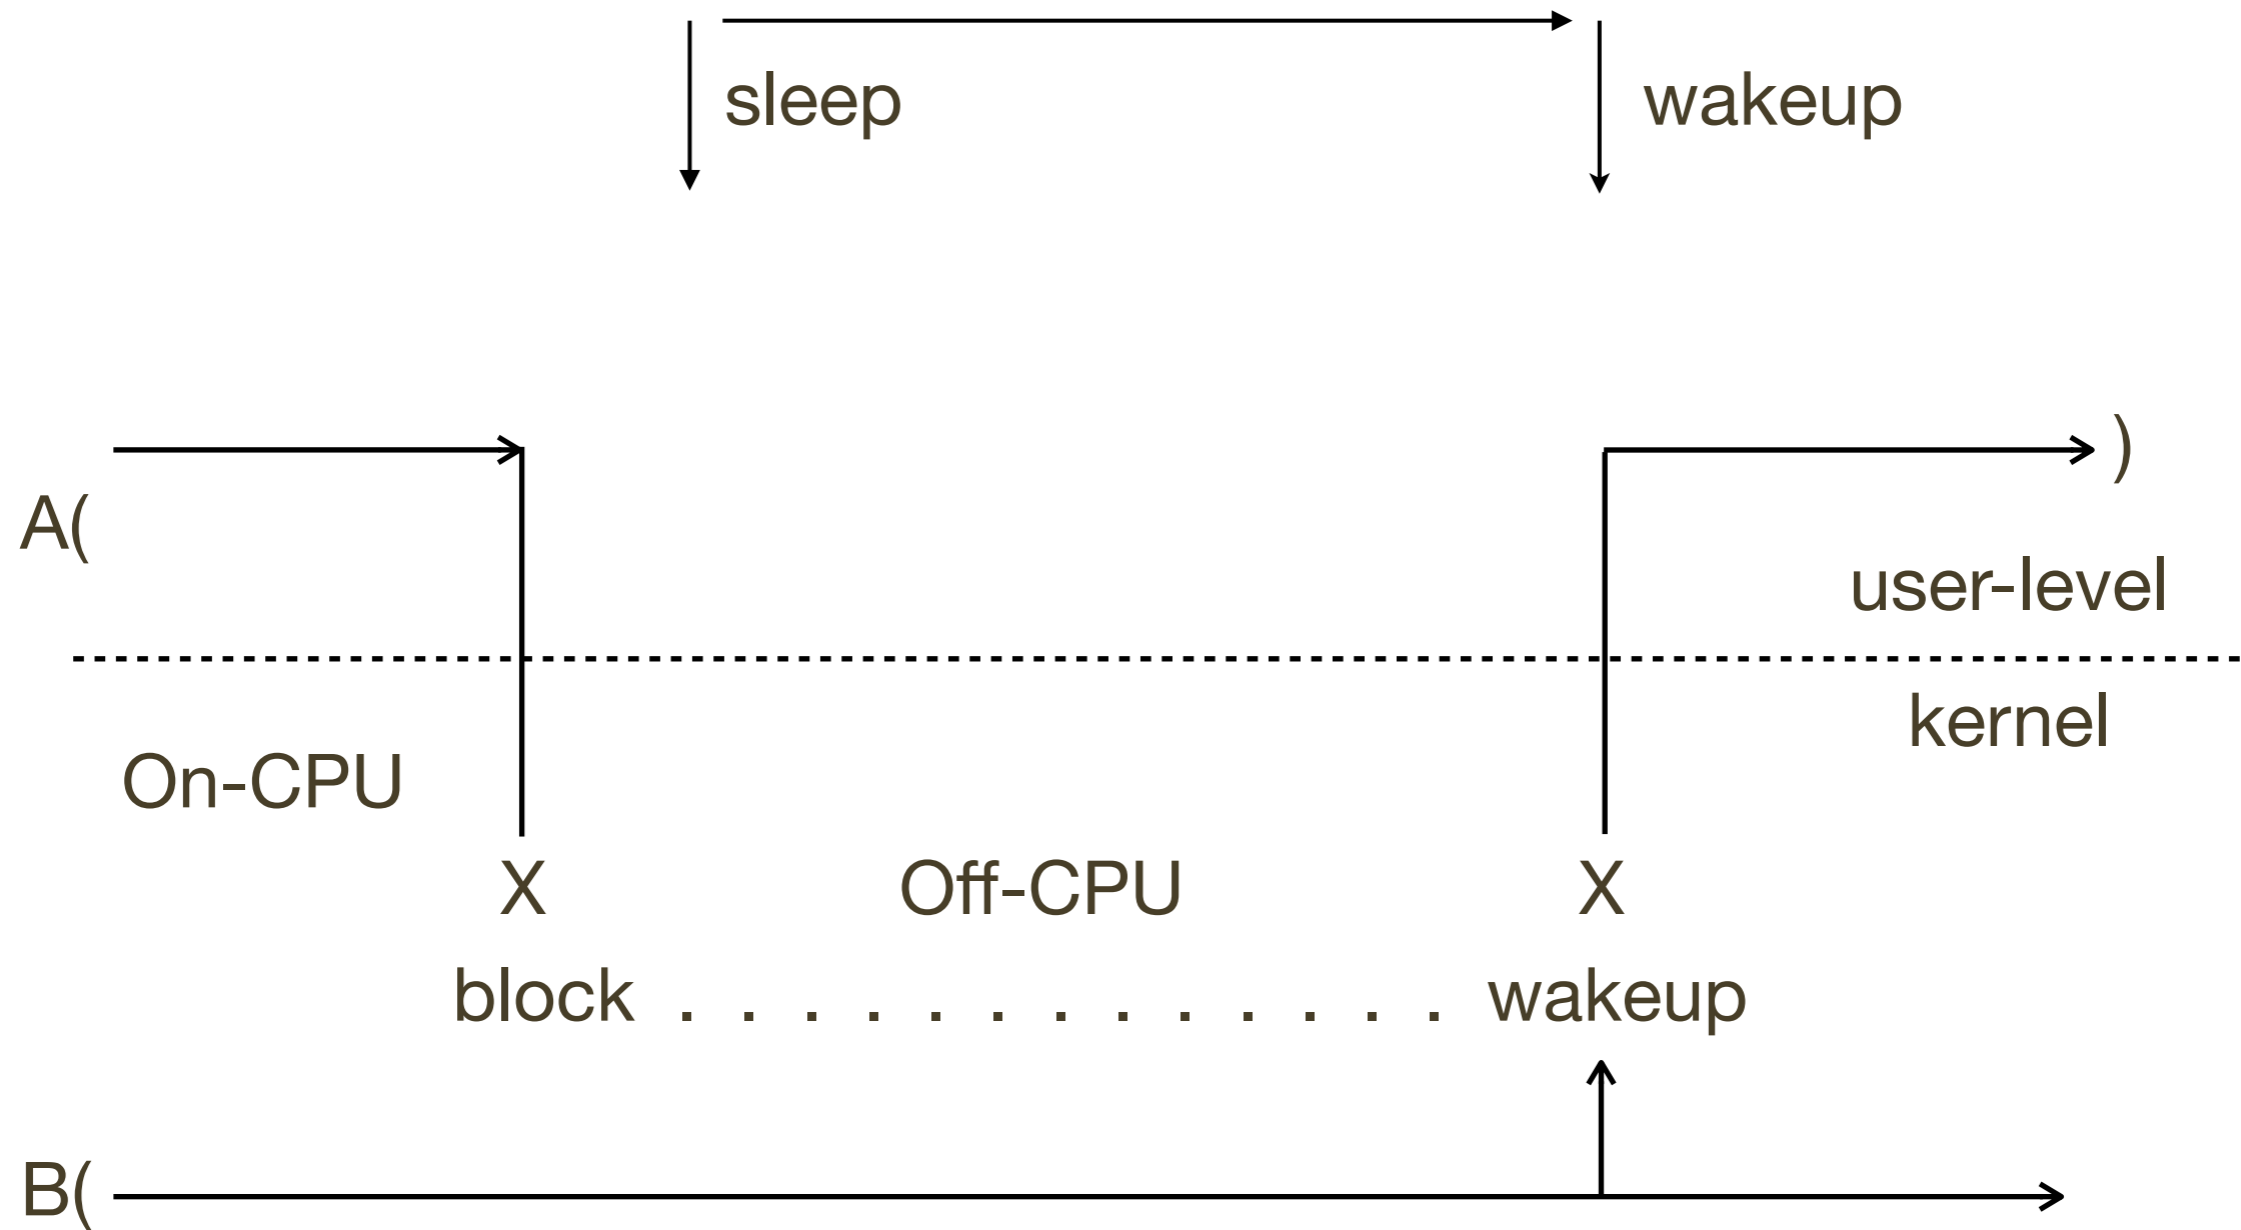 sleep wakeup
)
A(
user-level
kernel
On-CPU
X Off-CPU X
block . . . . . . . . . . . . . wakeup
B(